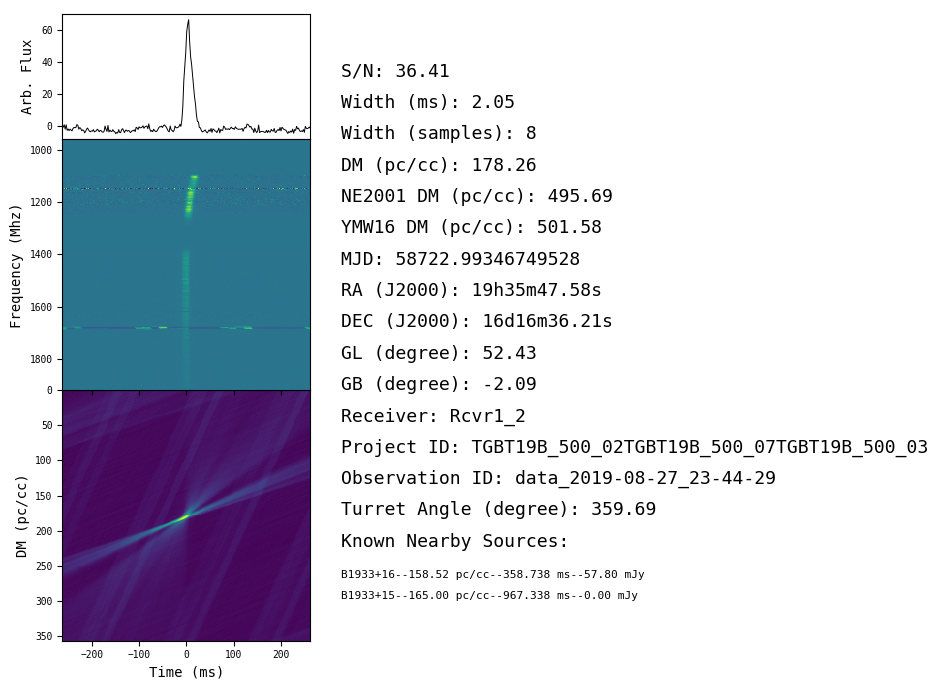 60
40
20
0
Arb. Flux
1000
1200
1400
1600
1800
Frequency (Mhz)
0
50
100
150
200
250
300
350
DM (pc/cc)
−200
−100
0
100
200
Time (ms)
S/N: 36.41
Width (ms): 2.05
Width (samples): 8
DM (pc/cc): 178.26
NE2001 DM (pc/cc): 495.69
YMW16 DM (pc/cc): 501.58
MJD: 58722.99346749528
RA (J2000): 19h35m47.58s
DEC (J2000): 16d16m36.21s
GL (degree): 52.43
GB (degree): -2.09
Receiver: Rcvr1_2
Project ID: TGBT19B_500_02TGBT19B_500_07TGBT19B_500_03
Observation ID: data_2019-08-27_23-44-29
Turret Angle (degree): 359.69
Known Nearby Sources:
B1933+16--158.52 pc/cc--358.738 ms--57.80 mJy
B1933+15--165.00 pc/cc--967.338 ms--0.00 mJy